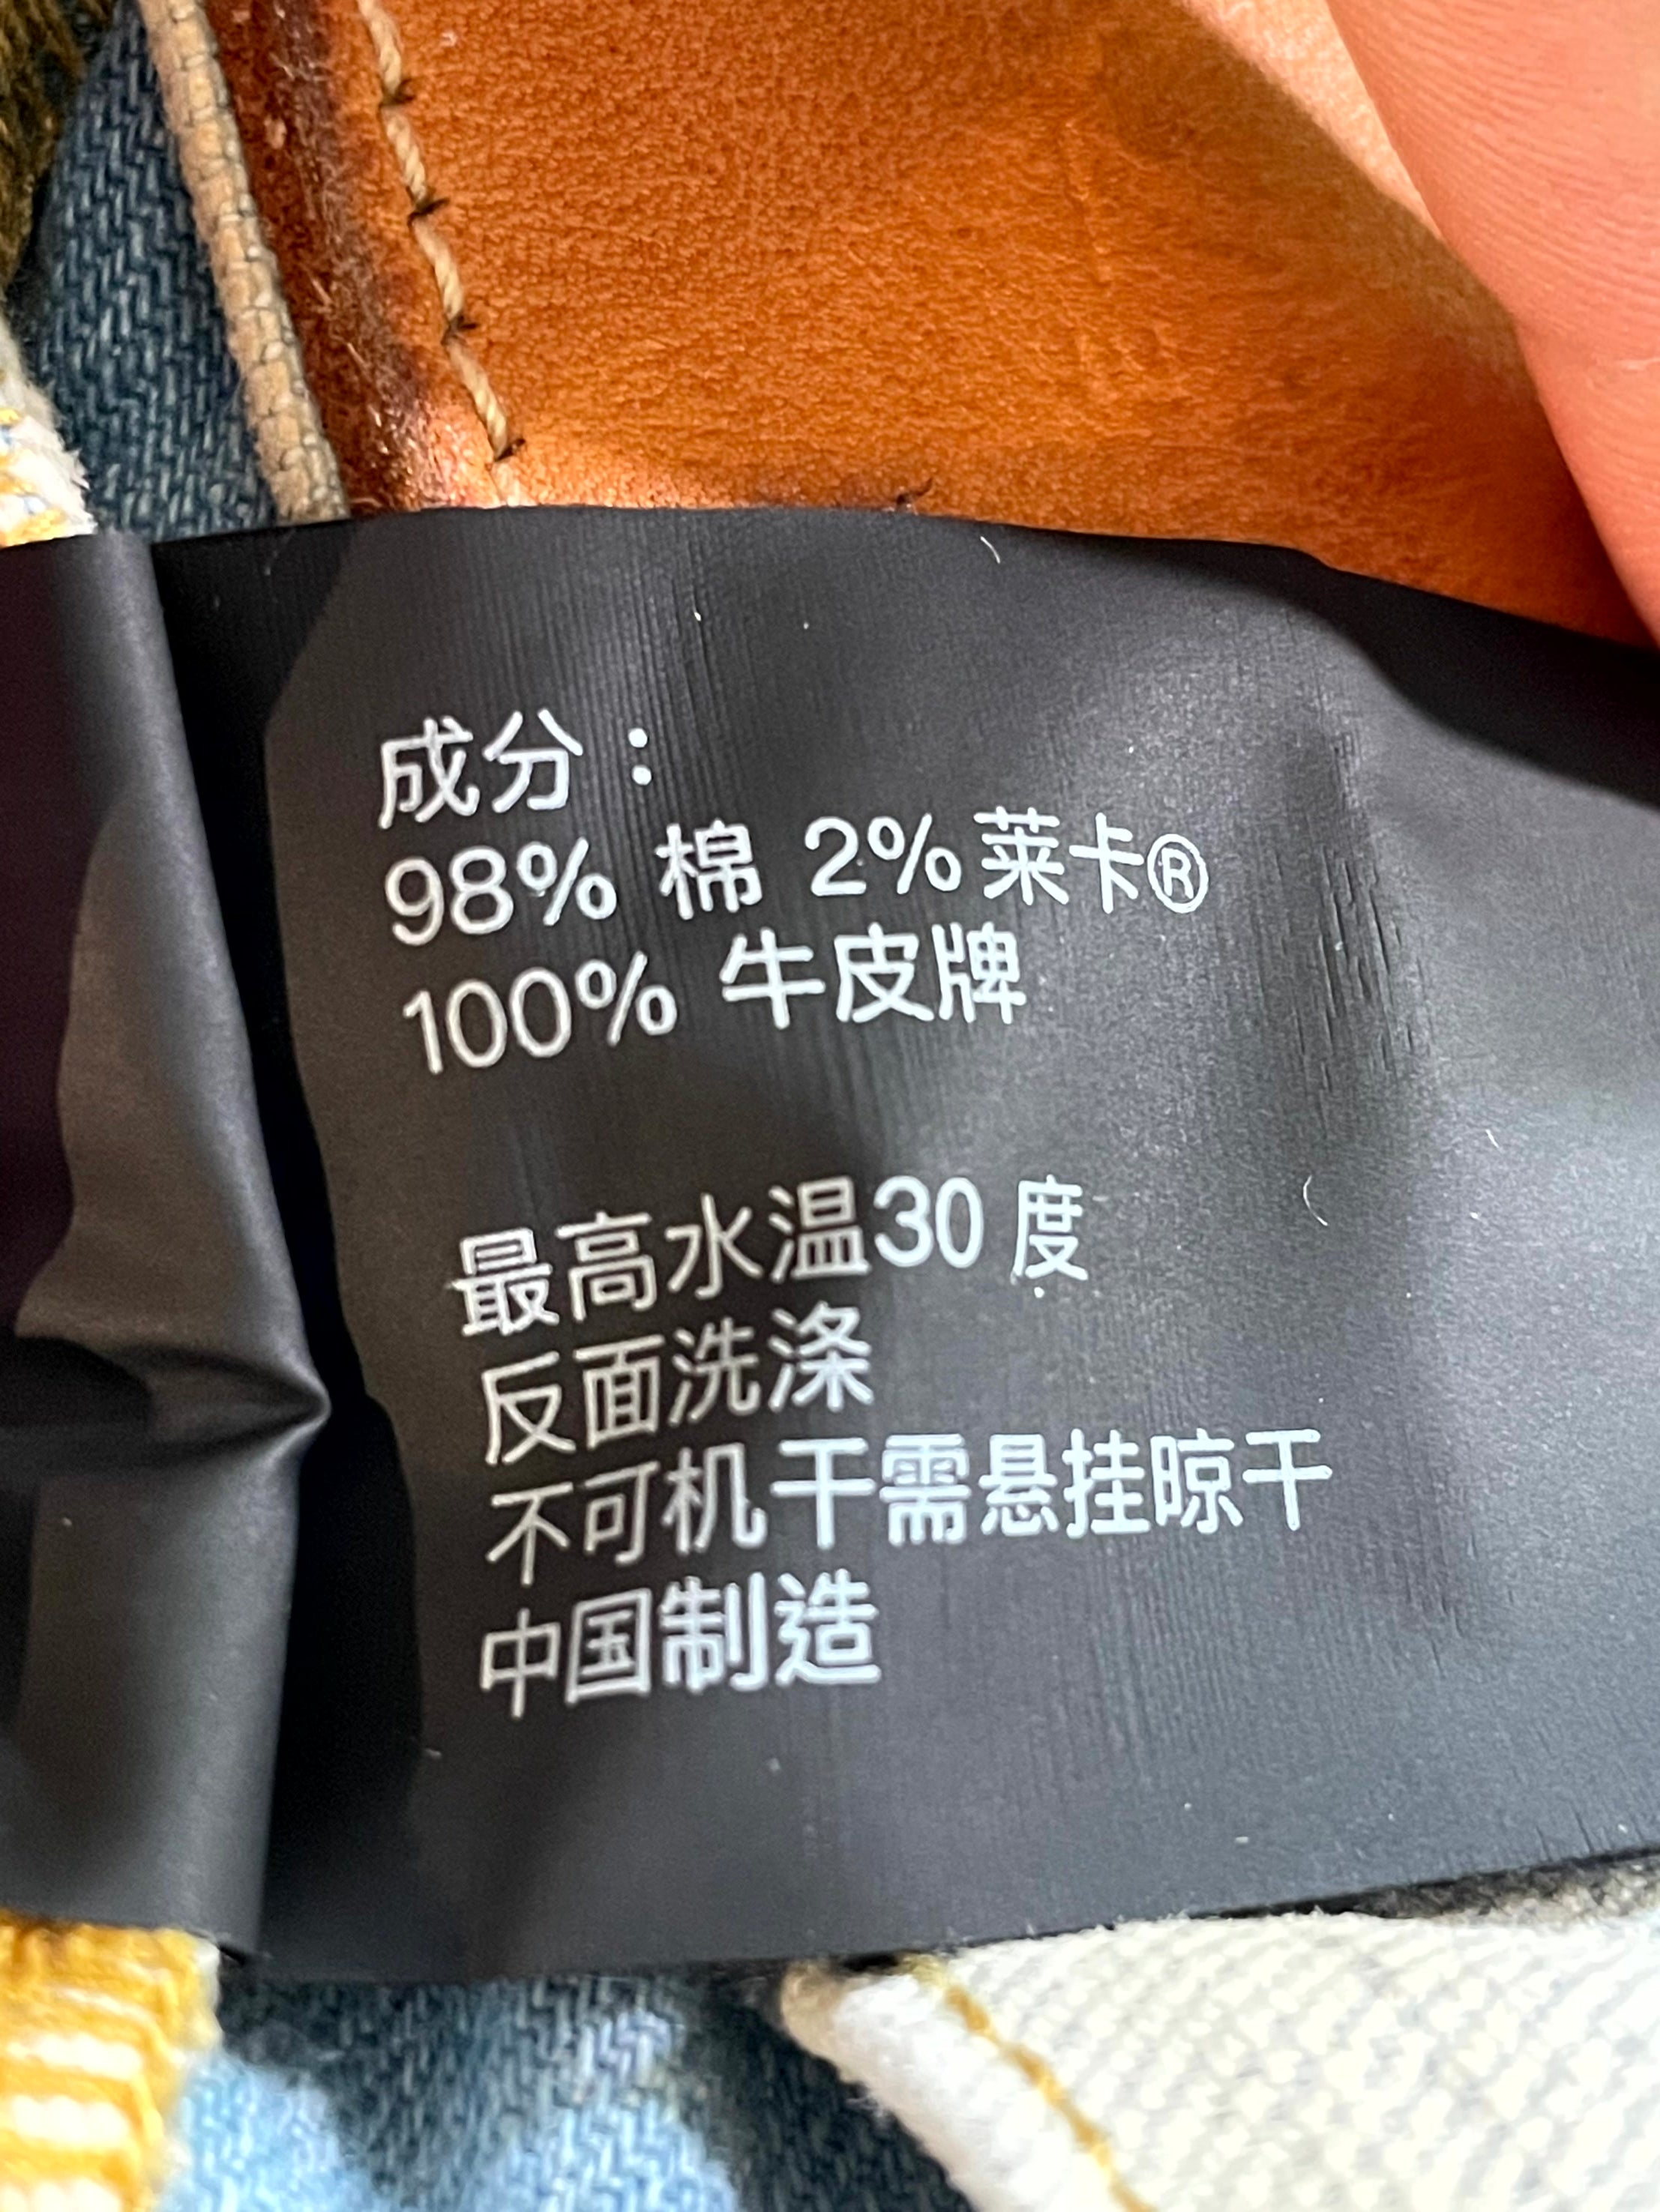 成分：
98% 棉 2%莱卡®
100% 牛皮牌
最高水温30 度
反面洗涤
不可机干需悬挂晾干
中国制造